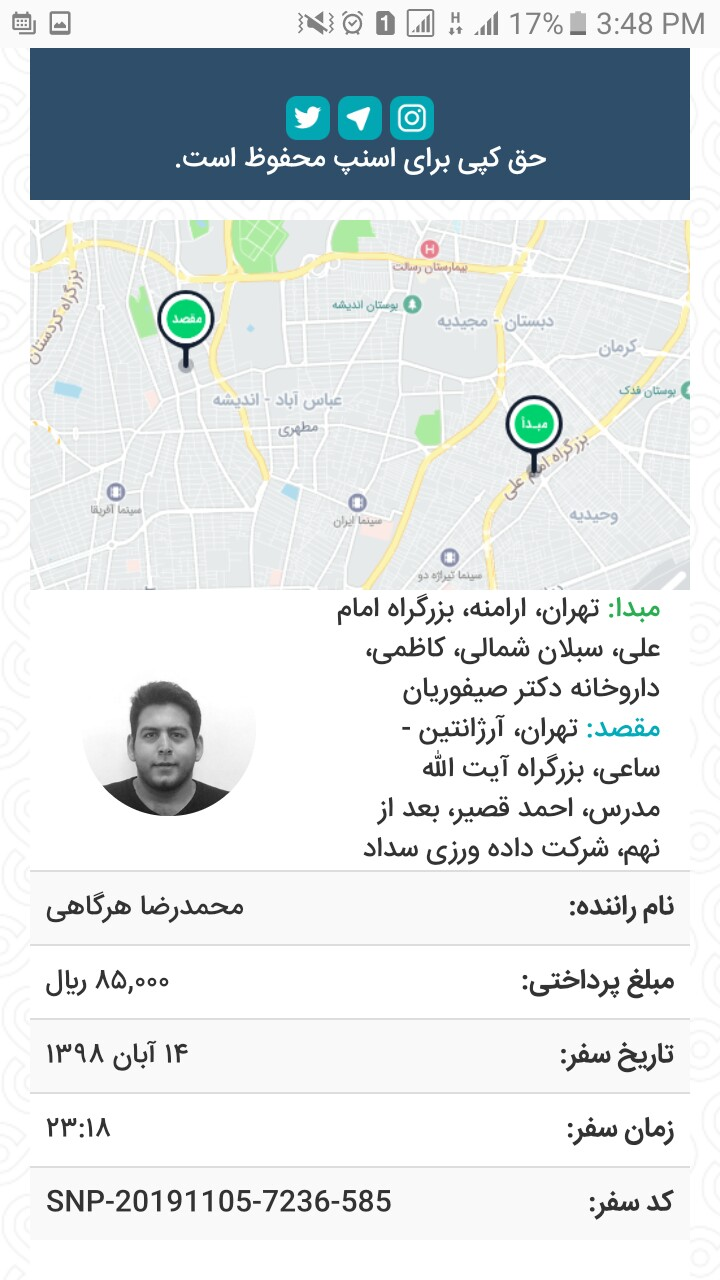 17% 3:48 PM
حق کپی برای اسنپ محفوظ است.
بیمارستان رسالت
بزرگراه کردستان
مقصد
بوستان اندیشه
دبستان - مجیدیه
کرمان
بوستان فدک
عباس آباد - اندیشه
مطهری
مبدأ
بزرگراه امام علی
سینما آفریقا
سینما ایران
وحیدیه
سینما تیراژه دو
مبدا: تهران، ارامنه، بزرگراه امام
علی، سبلان شمالی، کاظمی،
داروخانه دکتر صیفوریان
مقصد: تهران، آرژانتین -
ساعی، بزرگراه آیت الله
مدرس، احمد قصیر، بعد از
نهم، شرکت داده ورزی سداد
نام راننده: محمدرضا هرگاهی
مبلغ پرداختی: ۸۵,۰۰۰ ریال
تاریخ سفر: ۱۴ آبان ۱۳۹۸
زمان سفر: ۲۳:۱۸
کد سفر: SNP-20191105-7236-585